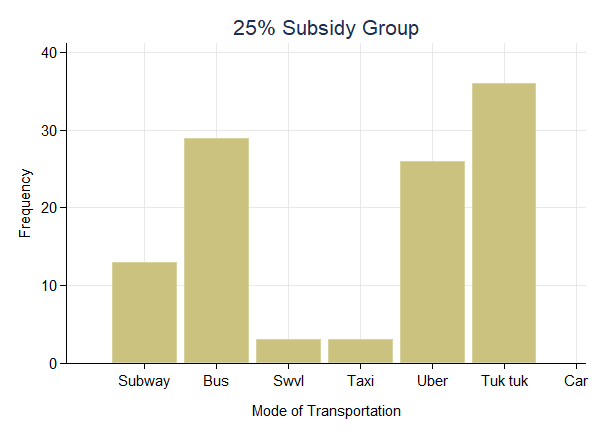 25% Subsidy Group
40
30
20
10
0
Frequency
Subway Bus Swvl Taxi Uber Tuk tuk Car
Mode of Transportation